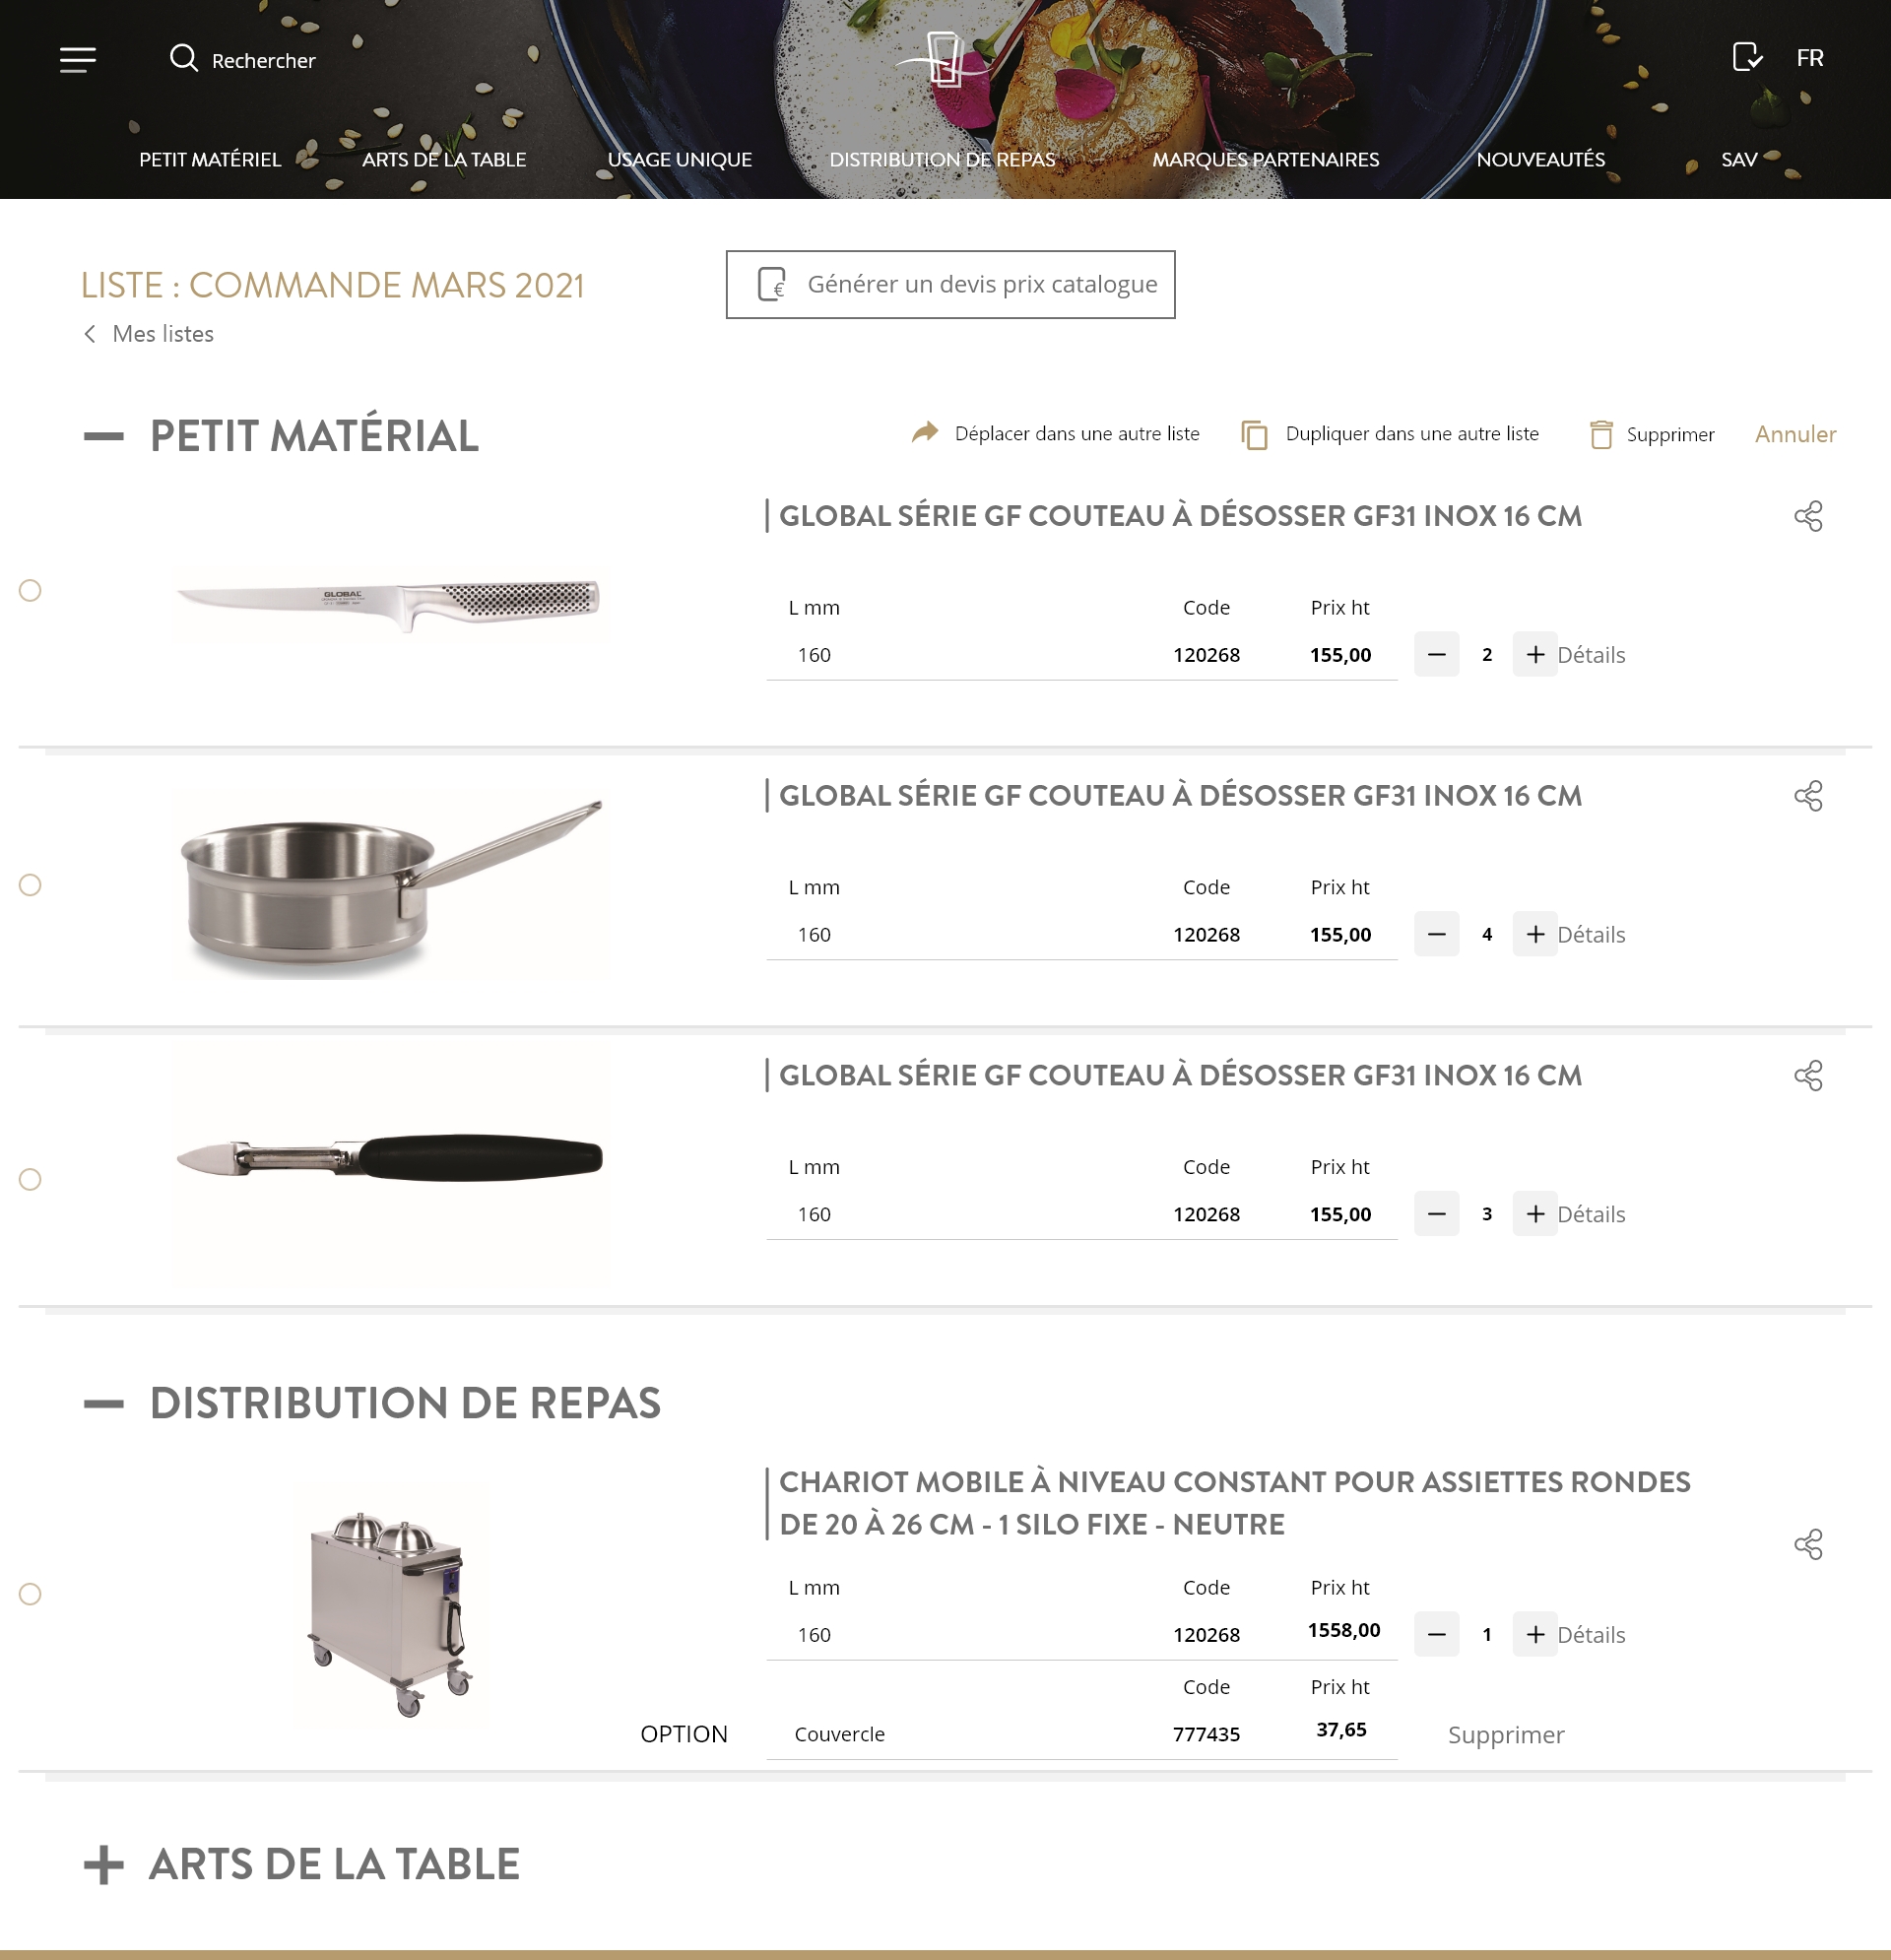 Rechercher
FR
PETIT MATÉRIEL ARTS DE LA TABLE USAGE UNIQUE DISTRIBUTION DE REPAS MARQUES PARTENAIRES NOUVEAUTÉS SAV
LISTE : COMMANDE MARS 2021
€ Générer un devis prix catalogue
Mes listes
PETIT MATÉRIAL
Déplacer dans une autre liste Dupliquer dans une autre liste Supprimer Annuler
GLOBAL SÉRIE GF COUTEAU À DÉSOSSER GF31 INOX 16 CM
GLOBAL
L mm Code Prix ht
160 120268 155,00 2 Détails
GLOBAL SÉRIE GF COUTEAU À DÉSOSSER GF31 INOX 16 CM
L mm Code Prix ht
160 120268 155,00 4 Détails
GLOBAL SÉRIE GF COUTEAU À DÉSOSSER GF31 INOX 16 CM
L mm Code Prix ht
160 120268 155,00 3 Détails
DISTRIBUTION DE REPAS
CHARIOT MOBILE À NIVEAU CONSTANT POUR ASSIETTES RONDES
DE 20 À 26 CM - 1 SILO FIXE - NEUTRE
L mm Code Prix ht
160 120268 1558,00 1 Détails
Code Prix ht
OPTION Couvercle 777435 37,65 Supprimer
ARTS DE LA TABLE